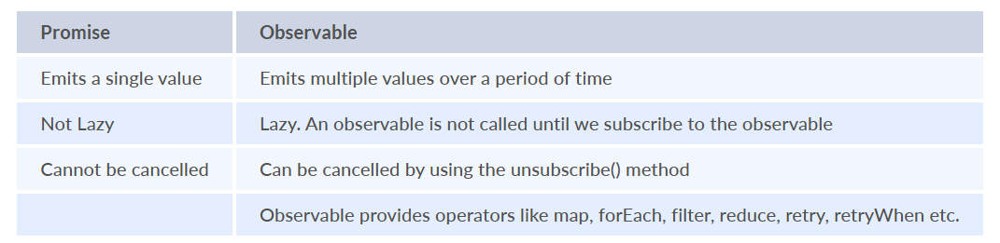 Promise Observable
Emits a single value Emits multiple values over a period of time
Not Lazy Lazy. An observable is not called until we subscribe to the observable
Cannot be cancelled Can be cancelled by using the unsubscribe() method
Observable provides operators like map, forEach, filter, reduce, retry, retryWhen etc.